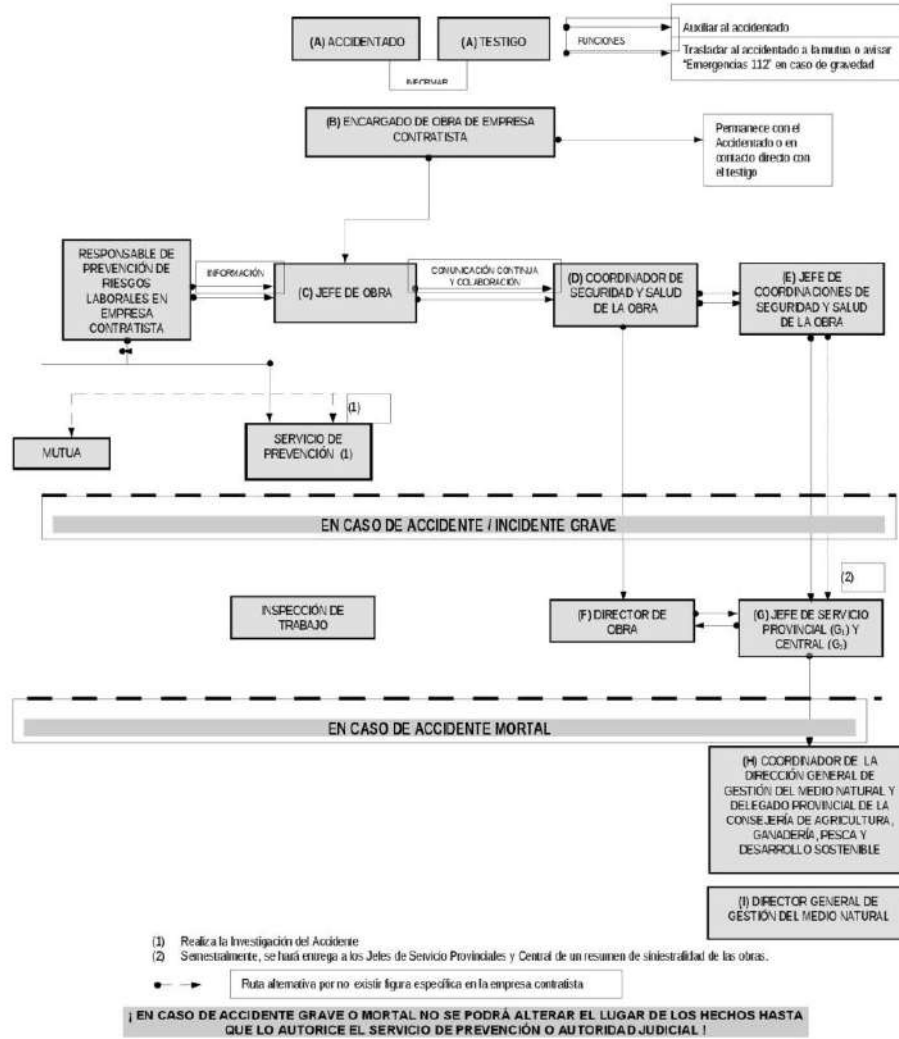 (A) ACCIDENTADO
(A) TESTIGO
FUNCIONES
Auxiliar al accidentado
Trasladar al accidentado a la mutua o avisar
"Emergencias 112" en caso de gravedad
INFORMAR
(B) ENCARGADO DE OBRA DE EMPRESA
CONTRATISTA
Permanece con el
Accidentado o en
contacto directo con
el testigo
RESPONSABLE DE
PREVENCIÓN DE
RIESGOS
LABORALES EN
EMPRESA
CONTRATISTA
INFORMACIÓN
(C) JEFE DE OBRA
COMUNICACIÓN CONTINUA
Y COLABORACIÓN
(D) COORDINADOR DE
SEGURIDAD Y SALUD
DE LA OBRA
(E) JEFE DE
COORDINACIONES DE
SEGURIDAD Y SALUD
DE LA OBRA
(1)
MUTUA
SERVICIO DE
PREVENCIÓN (1)
EN CASO DE ACCIDENTE / INCIDENTE GRAVE
(2)
INSPECCIÓN DE
TRABAJO
(F) DIRECTOR DE
OBRA
(G) JEFE DE SERVICIO
PROVINCIAL (G₁) Y
CENTRAL (G₂)
EN CASO DE ACCIDENTE MORTAL
(H) COORDINADOR DE LA
DIRECCIÓN GENERAL DE
GESTIÓN DEL MEDIO NATURAL Y
DELEGADO PROVINCIAL DE LA
CONSEJERÍA DE AGRICULTURA,
GANADERÍA, PESCA Y
DESARROLLO SOSTENIBLE
(I) DIRECTOR GENERAL DE
GESTIÓN DEL MEDIO NATURAL
(1) Realiza la Investigación del Accidente
(2) Semestralmente, se hará entrega a los Jefes de Servicio Provinciales y Central de un resumen de siniestralidad de las obras.
Ruta alternativa por no existir figura específica en la empresa contratista
¡ EN CASO DE ACCIDENTE GRAVE O MORTAL NO SE PODRÁ ALTERAR EL LUGAR DE LOS HECHOS HASTA
QUE LO AUTORICE EL SERVICIO DE PREVENCIÓN O AUTORIDAD JUDICIAL !